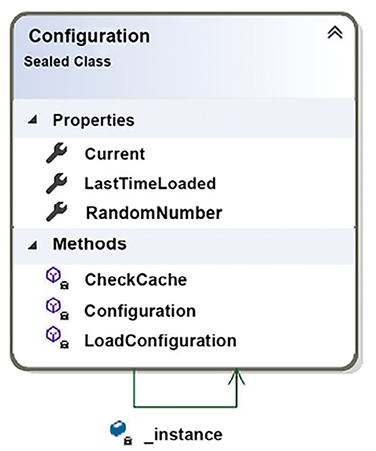 Configuration
Sealed Class
Properties
Current
LastTimeLoaded
RandomNumber
Methods
CheckCache
Configuration
LoadConfiguration
_instance